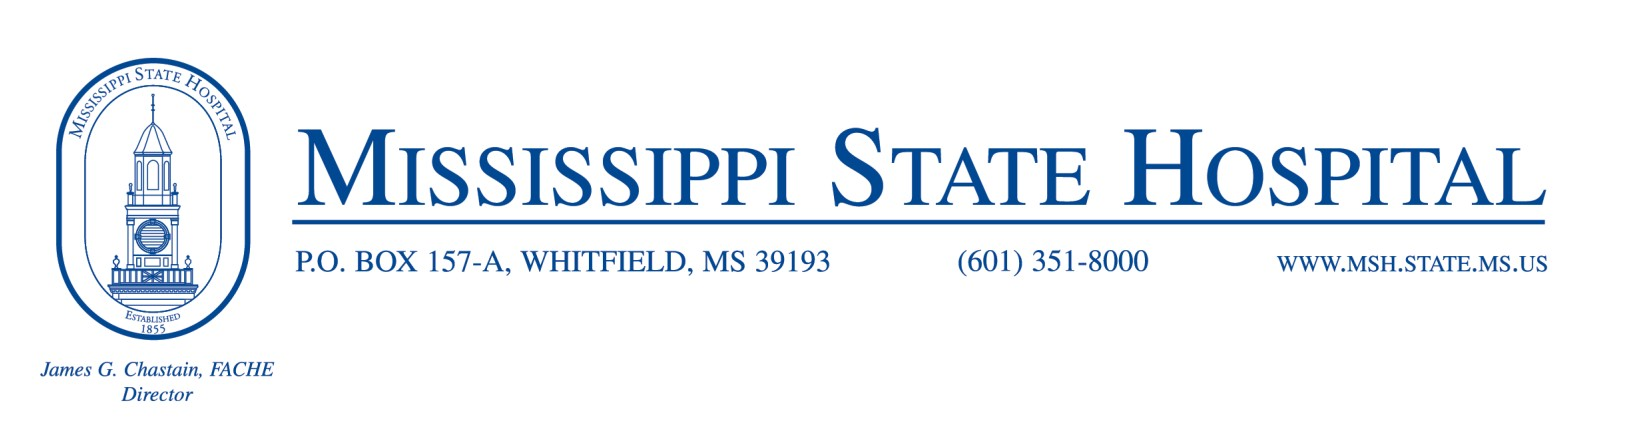 Mississippi State Hospital
Established
1855
James G. Chastain, FACHE
Director
Mississippi State Hospital
P.O. BOX 157-A, WHITFIELD, MS 39193 (601) 351-8000 www.msh.state.ms.us